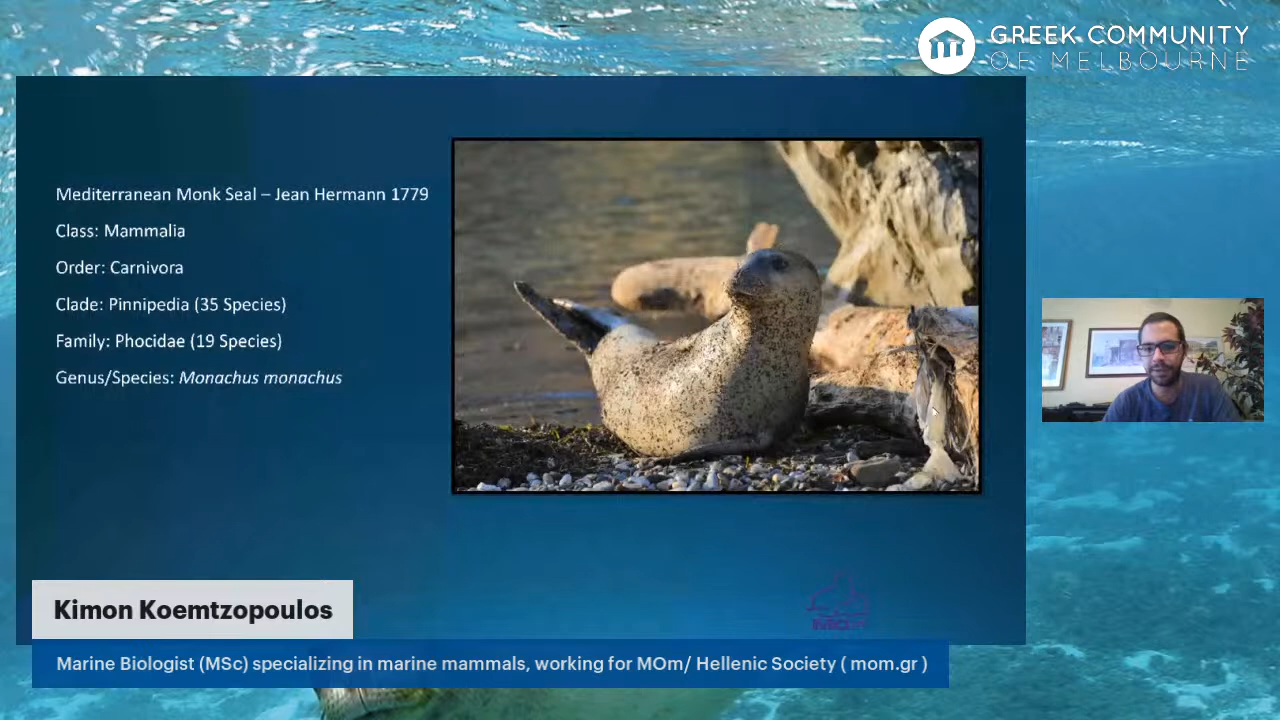 GREEK COMMUNITY
OF MELBOURNE
Mediterranean Monk Seal – Jean Hermann 1779
Class: Mammalia
Order: Carnivora
Clade: Pinnipedia (35 Species)
Family: Phocidae (19 Species)
Genus/Species: Monachus monachus
Kimon Koemtzopoulos
Marine Biologist (MSc) specializing in marine mammals, working for MOm/ Hellenic Society ( mom.gr )